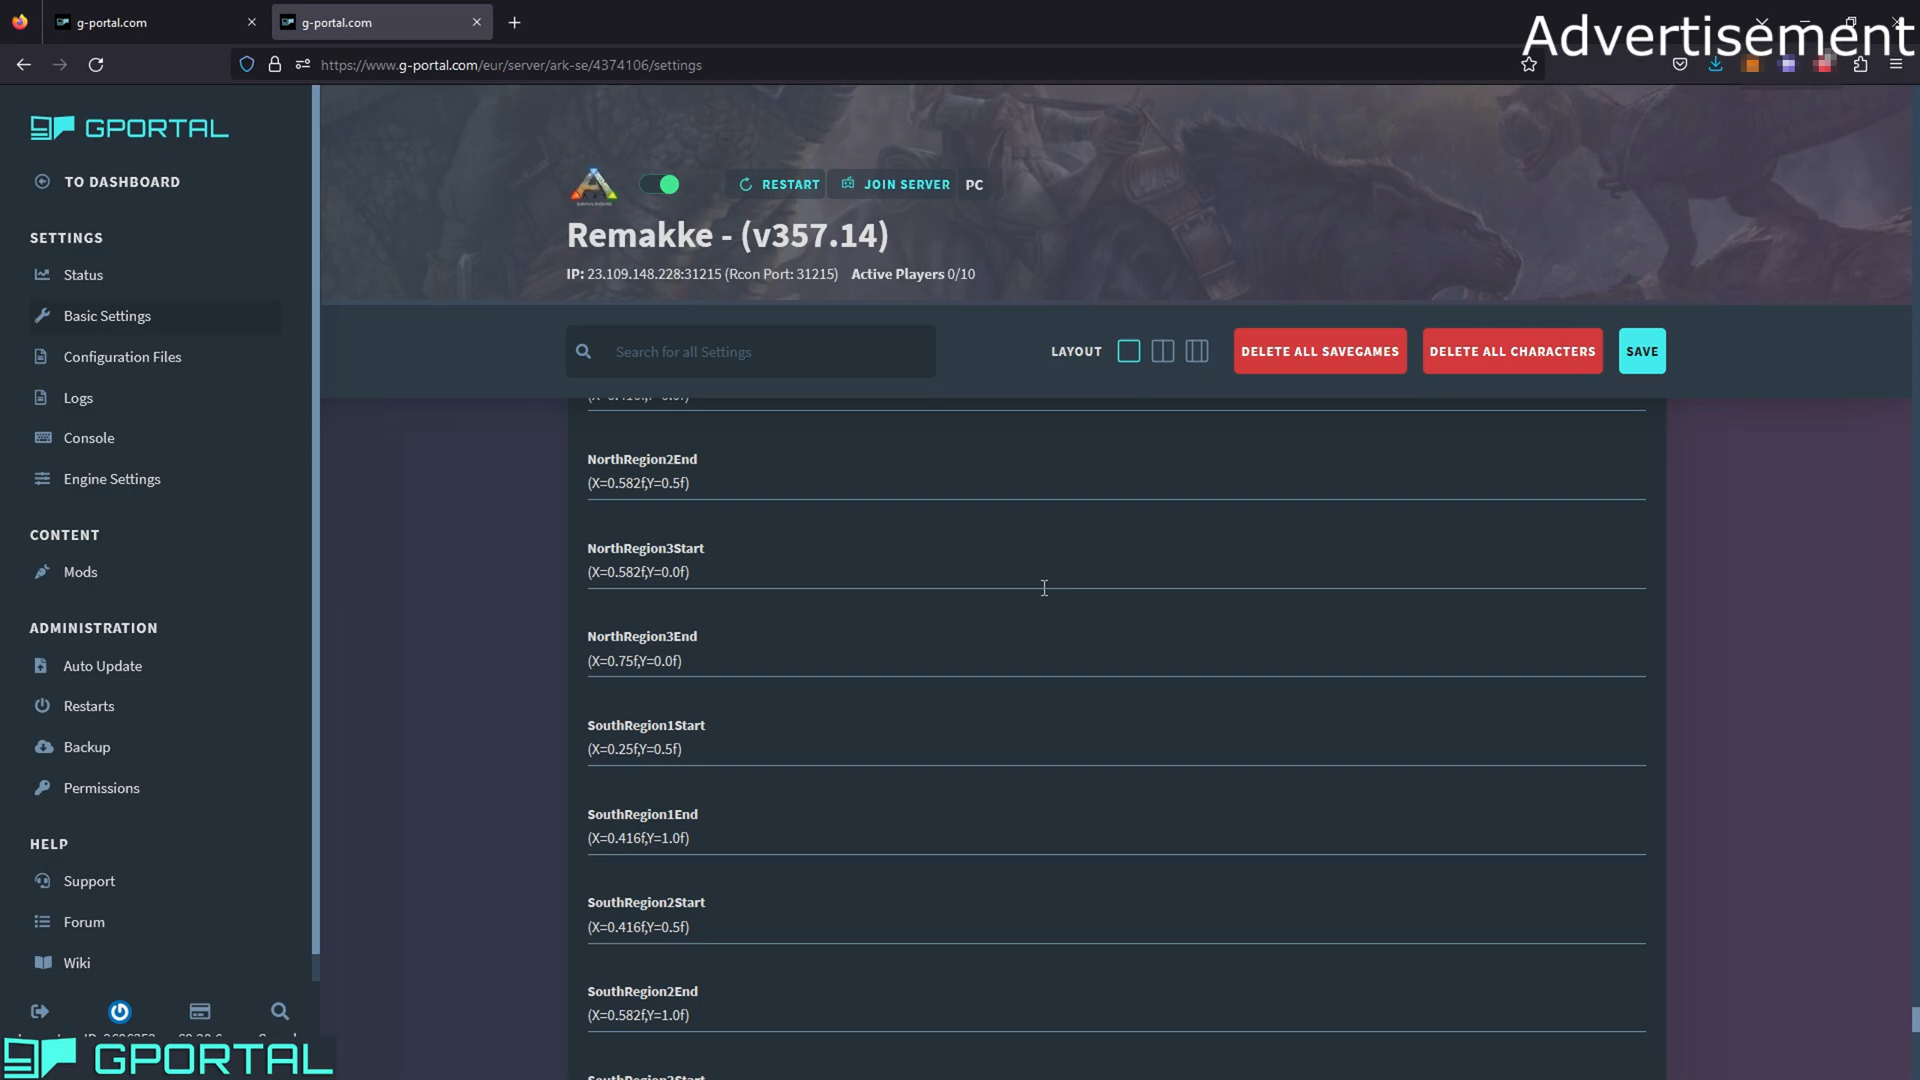 g-portal.com
g-portal.com
Advertisement
https://www.g-portal.com/eur/server/ark-se/4374106/settings
GPORTAL
TO DASHBOARD
SETTINGS
Status
Basic Settings
Configuration Files
Logs
Console
Engine Settings
CONTENT
Mods
ADMINISTRATION
Auto Update
Restarts
Backup
Permissions
HELP
Support
Forum
Wiki
GPORTAL
RESTART
JOIN SERVER
PC
Remakke - (v357.14)
IP: 23.109.148.228:31215 (Rcon Port: 31215) Active Players 0/10
Search for all Settings
LAYOUT
DELETE ALL SAVEGAMES
DELETE ALL CHARACTERS
SAVE
NorthRegion2End
(X=0.582f,Y=0.5f)
NorthRegion3Start
(X=0.582f,Y=0.0f)
NorthRegion3End
(X=0.75f,Y=0.0f)
SouthRegion1Start
(X=0.25f,Y=0.5f)
SouthRegion1End
(X=0.416f,Y=1.0f)
SouthRegion2Start
(X=0.416f,Y=0.5f)
SouthRegion2End
(X=0.582f,Y=1.0f)